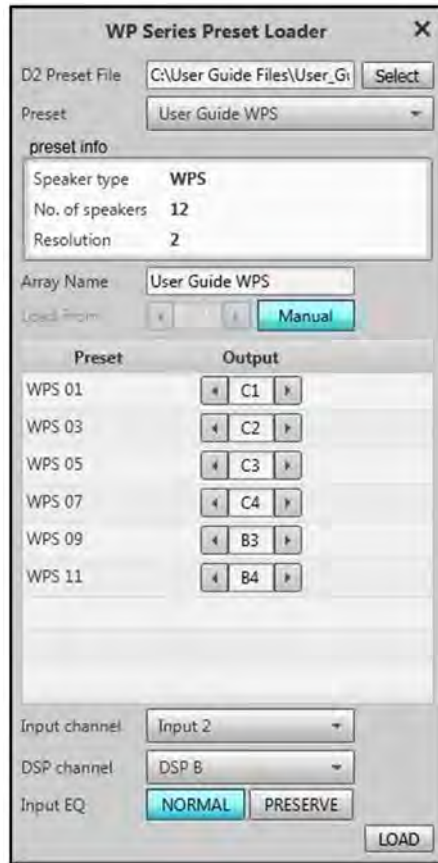 WP Series Preset Loader ×
D2 Preset File C:\User Guide Files\User_Gu Select
Preset User Guide WPS
preset info
Speaker type WPS
No. of speakers 12
Resolution 2
Array Name User Guide WPS
Load From Manual
Preset Output
WPS 01 C1
WPS 03 C2
WPS 05 C3
WPS 07 C4
WPS 09 B3
WPS 11 B4
Input channel Input 2
DSP channel DSP B
Input EQ NORMAL PRESERVE
LOAD